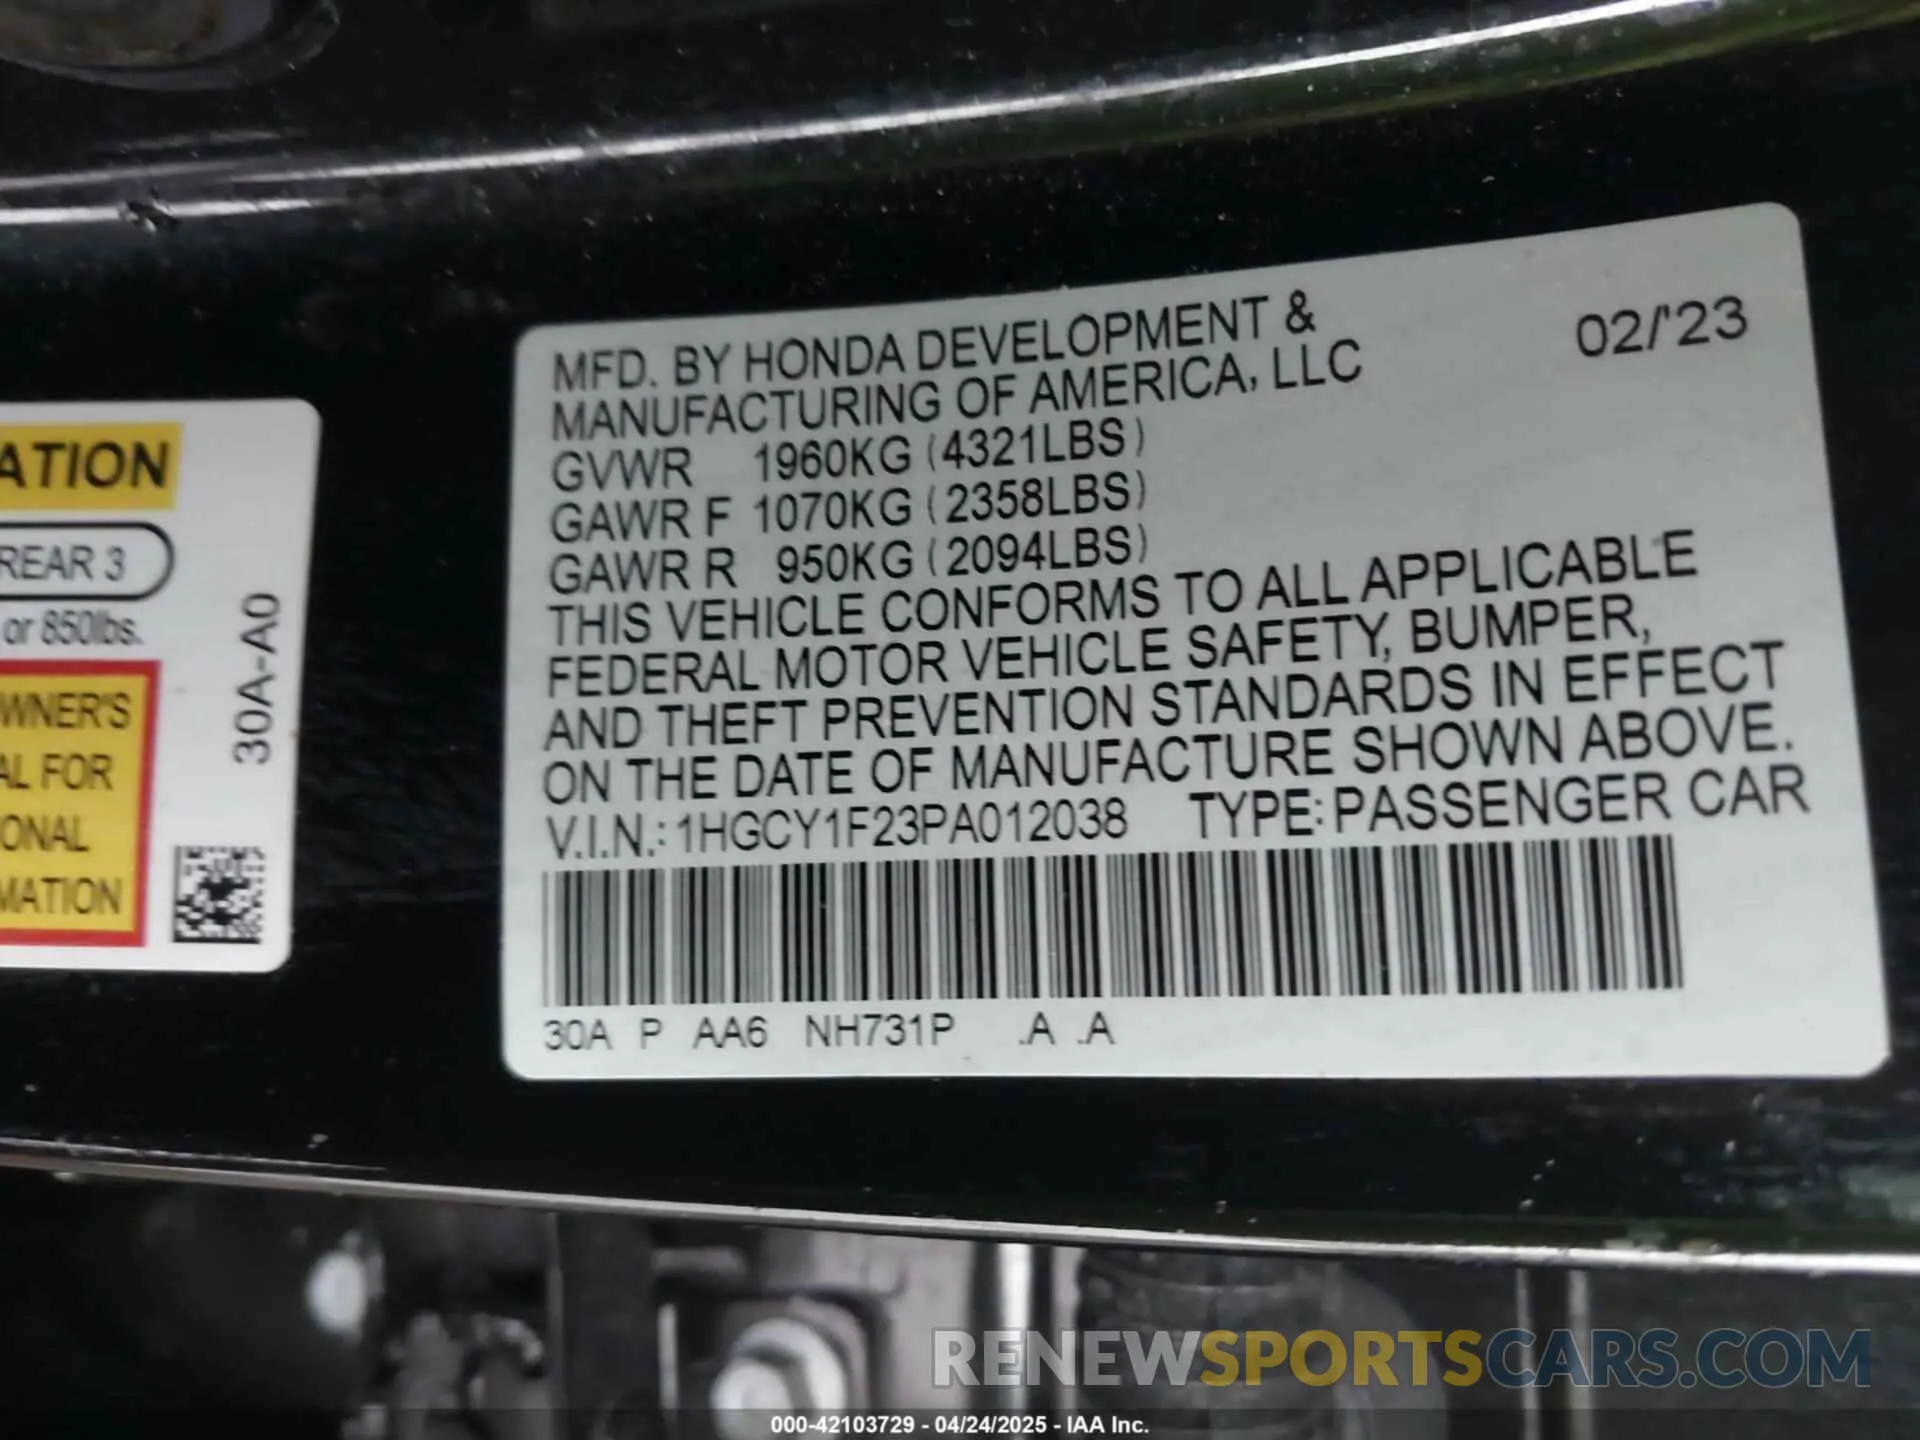 MFD. BY HONDA DEVELOPMENT &
MANUFACTURING OF AMERICA, LLC
02/'23
GVWR 1960KG (4321LBS)
GAWR F 1070KG (2358LBS)
GAWR R 950KG (2094LBS)
THIS VEHICLE CONFORMS TO ALL APPLICABLE
FEDERAL MOTOR VEHICLE SAFETY, BUMPER,
AND THEFT PREVENTION STANDARDS IN EFFECT
ON THE DATE OF MANUFACTURE SHOWN ABOVE.
V.I.N.: 1HGCY1F23PA012038 TYPE: PASSENGER CAR
30A P AA6 NH731P .A .A
ATION
REAR 3
or 850lbs.
WNER'S
AL FOR
ONAL
MATION
30A-A0
RENEWSPORTSCARS.COM
000-42103729 - 04/24/2025 - IAA Inc.